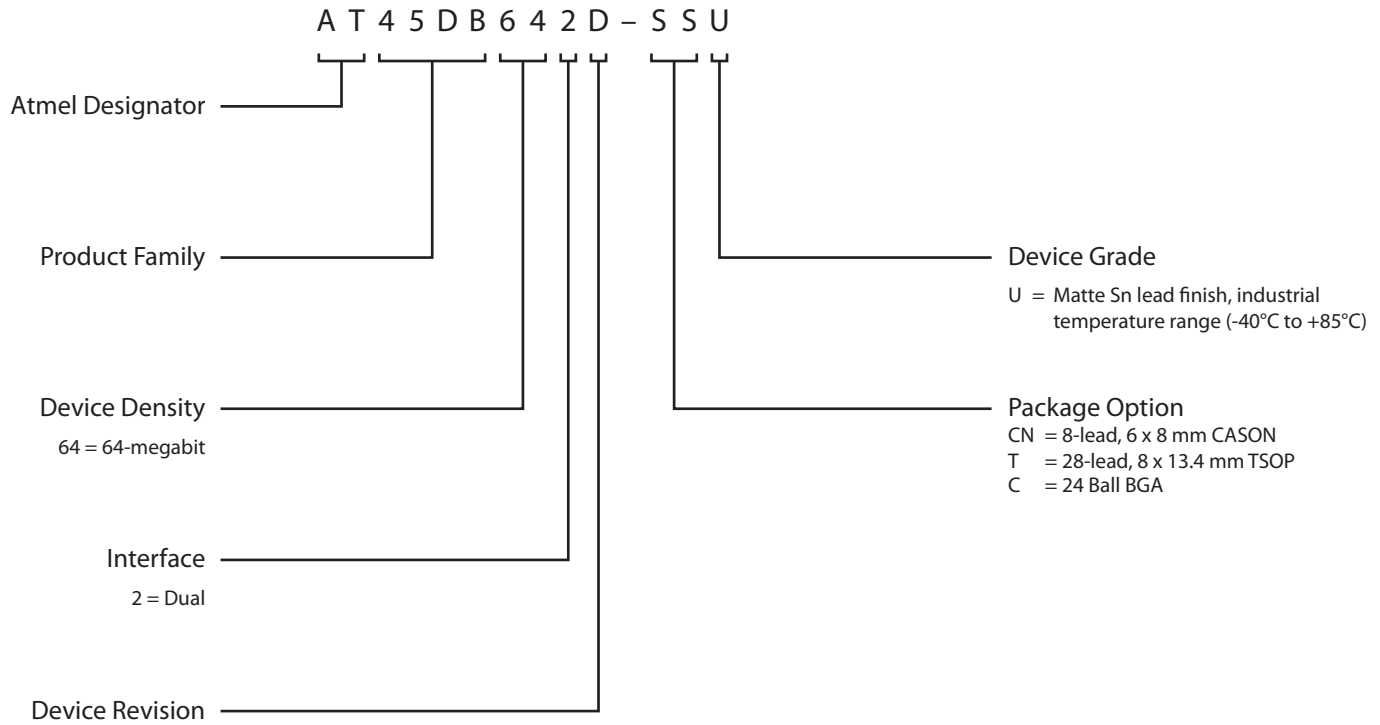 A T 4 5 D B 6 4 2 D – S S U
Atmel Designator
Product Family
Device Density
64 = 64-megabit
Interface
2 = Dual
Device Revision
Device Grade
U = Matte Sn lead finish, industrial
temperature range (-40°C to +85°C)
Package Option
CN = 8-lead, 6 x 8 mm CASON
T = 28-lead, 8 x 13.4 mm TSOP
C = 24 Ball BGA